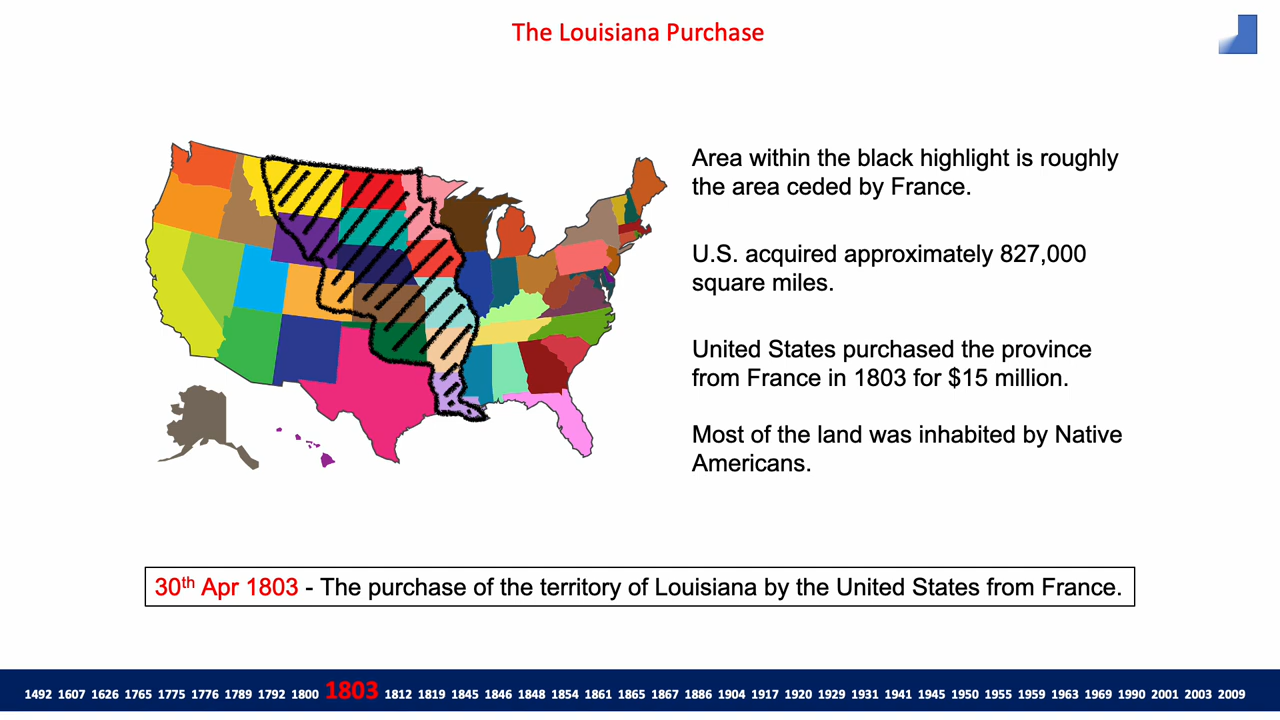 The Louisiana Purchase
Area within the black highlight is roughly
the area ceded by France.
U.S. acquired approximately 827,000
square miles.
United States purchased the province
from France in 1803 for $15 million.
Most of the land was inhabited by Native
Americans.
30th Apr 1803 - The purchase of the territory of Louisiana by the United States from France.
1492 1607 1626 1765 1775 1776 1789 1792 1800 1803 1812 1819 1845 1846 1848 1854 1861 1865 1867 1886 1904 1917 1920 1929 1931 1941 1945 1950 1955 1959 1963 1969 1990 2001 2003 2009